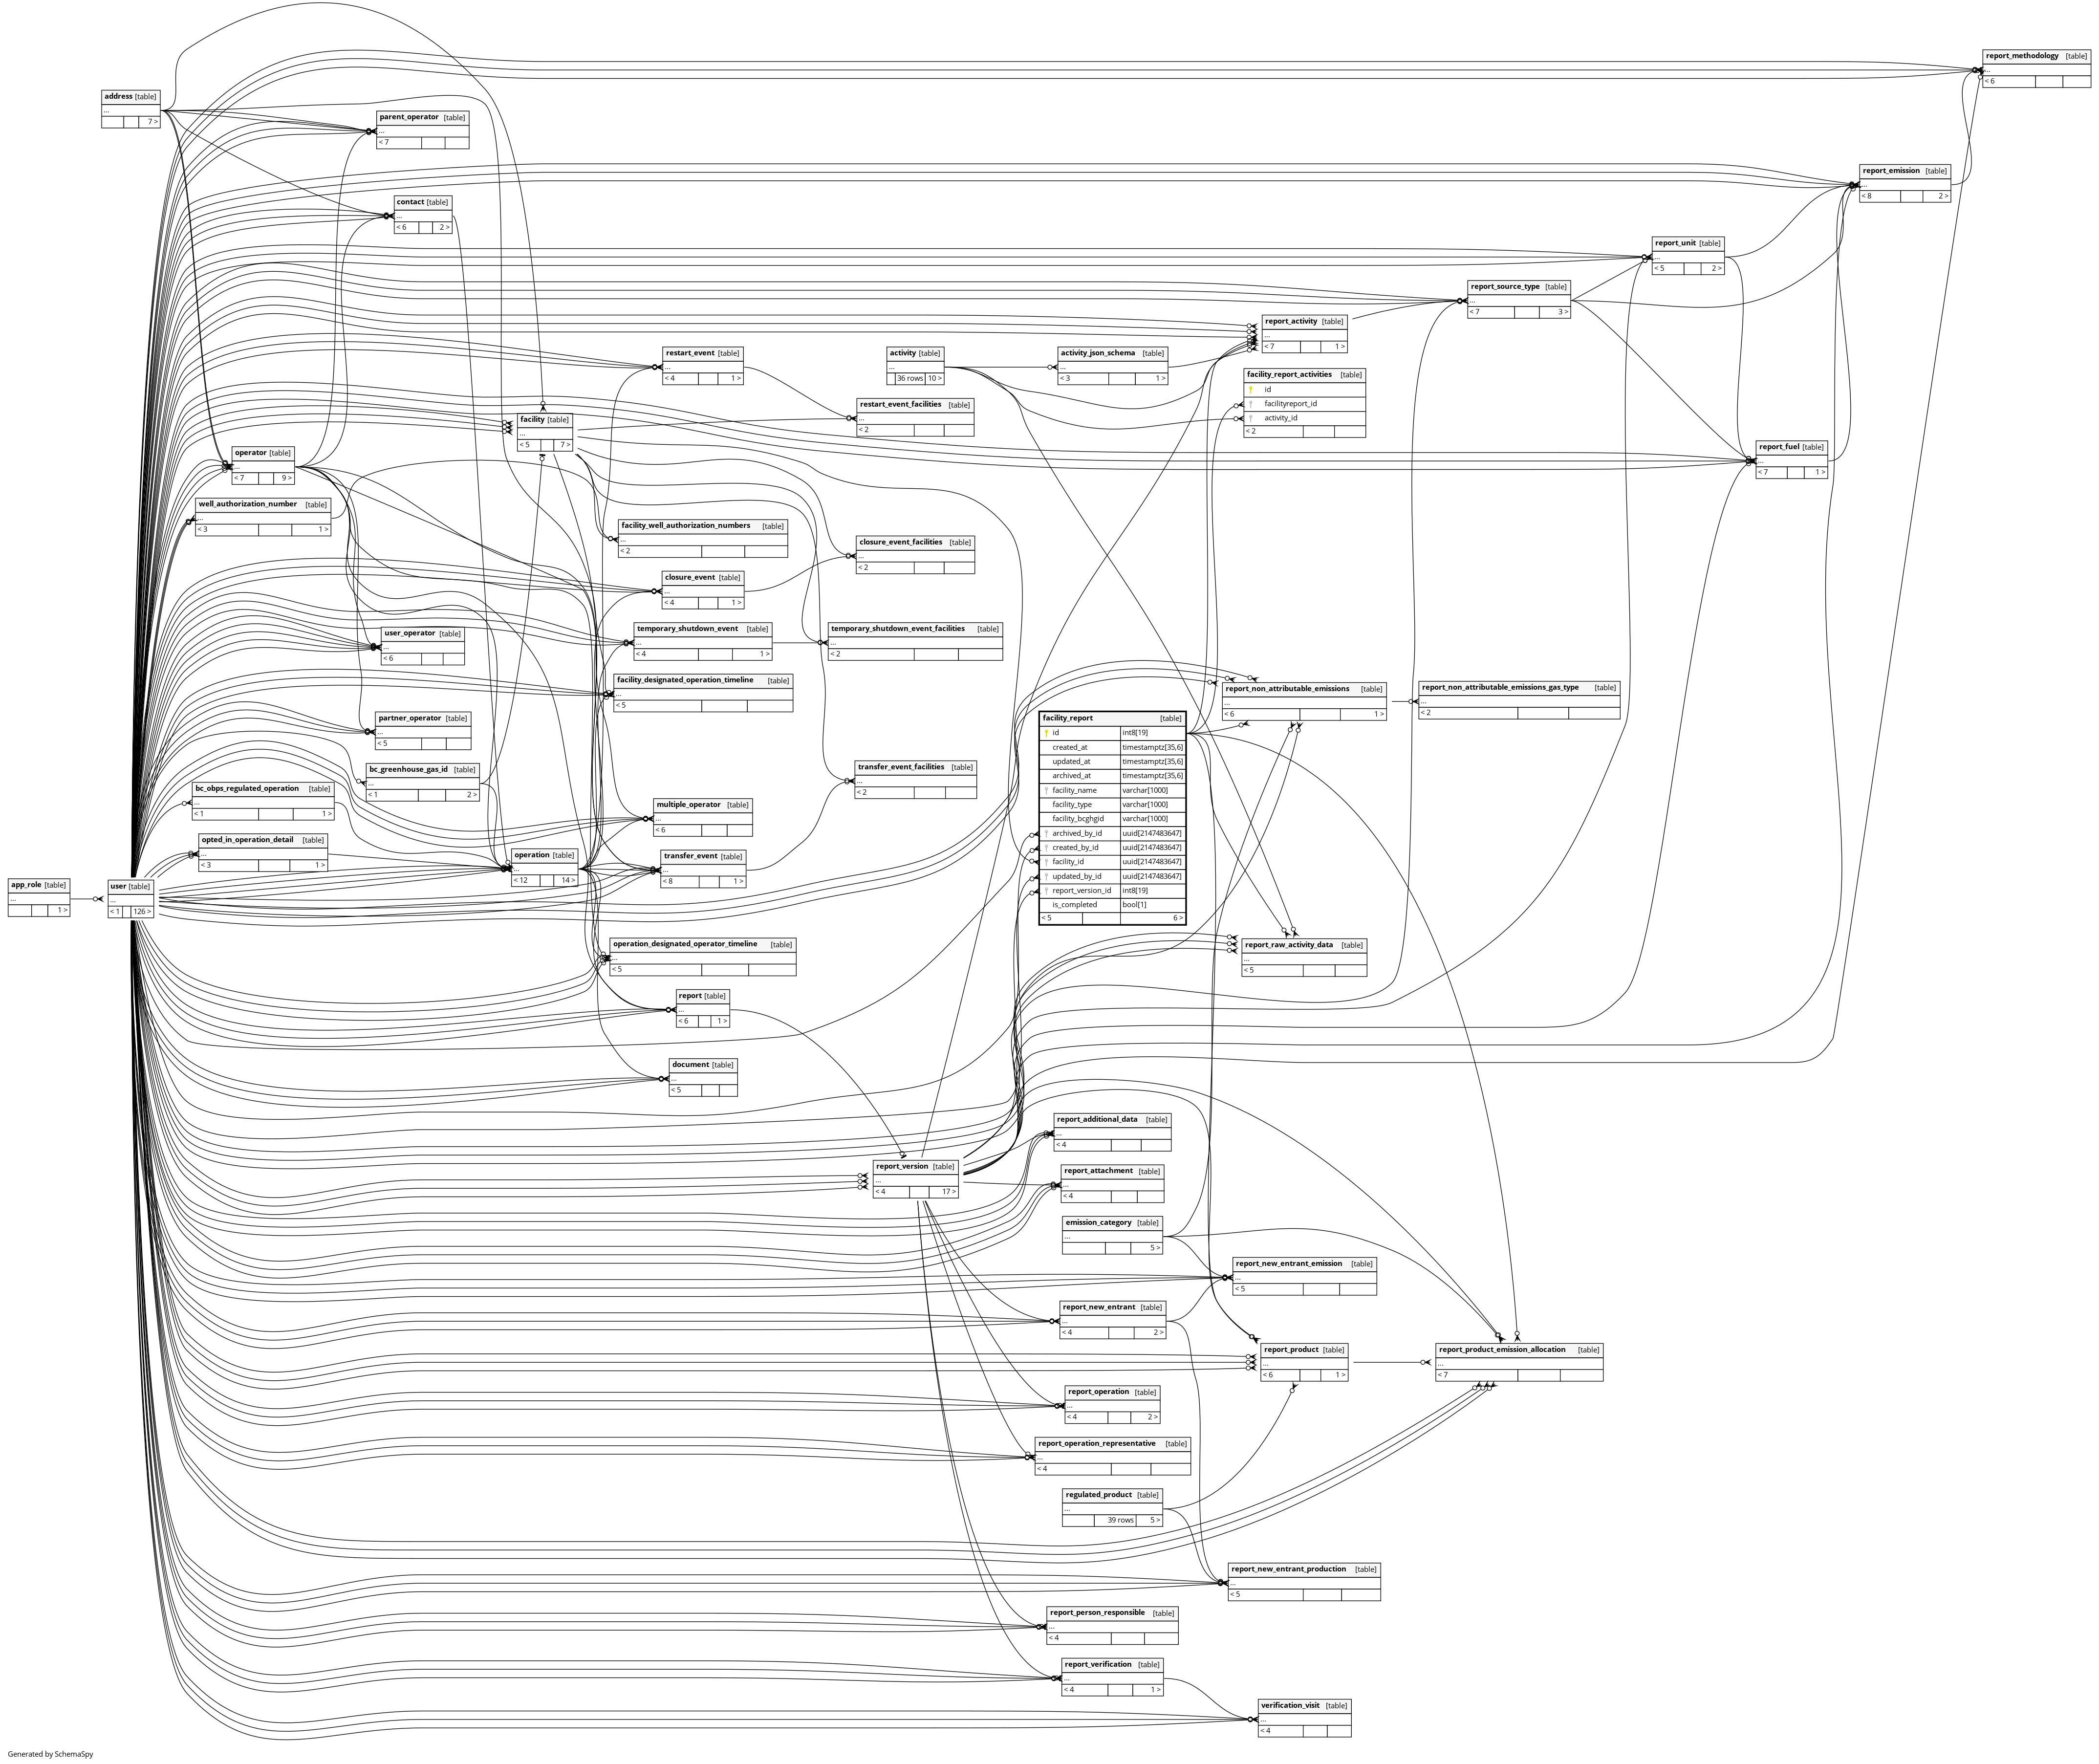 report_methodology [table]
...
< 6
address [table]
...
7 >
parent_operator [table]
...
< 7
report_emission [table]
...
< 8 2 >
contact [table]
...
< 6 2 >
report_unit [table]
...
< 5 2 >
report_source_type [table]
...
< 7 3 >
report_activity [table]
...
< 7 1 >
restart_event [table]
...
< 4 1 >
activity [table]
...
36 rows 10 >
activity_json_schema [table]
...
< 3 1 >
facility_report_activities [table]
id
facilityreport_id
activity_id
< 2
restart_event_facilities [table]
...
< 2
facility [table]
...
< 5 7 >
report_fuel [table]
...
< 7 1 >
operator [table]
...
< 7 9 >
well_authorization_number [table]
...
< 3 1 >
facility_well_authorization_numbers [table]
...
< 2
closure_event_facilities [table]
...
< 2
closure_event [table]
...
< 4 1 >
user_operator [table]
...
< 6
temporary_shutdown_event [table]
...
< 4 1 >
temporary_shutdown_event_facilities [table]
...
< 2
facility_designated_operation_timeline [table]
...
< 5
report_non_attributable_emissions [table]
...
< 6 1 >
report_non_attributable_emissions_gas_type [table]
...
< 2
partner_operator [table]
...
< 5
facility_report [table]
id int8[19]
created_at timestamptz[35,6]
updated_at timestamptz[35,6]
archived_at timestamptz[35,6]
facility_name varchar[1000]
facility_type varchar[1000]
facility_bcghgid varchar[1000]
archived_by_id uuid[2147483647]
created_by_id uuid[2147483647]
facility_id uuid[2147483647]
updated_by_id uuid[2147483647]
report_version_id int8[19]
is_completed bool[1]
< 5 6 >
bc_greenhouse_gas_id [table]
...
< 1 2 >
transfer_event_facilities [table]
...
< 2
bc_obps_regulated_operation [table]
...
< 1 1 >
multiple_operator [table]
...
< 6
opted_in_operation_detail [table]
...
< 3 1 >
operation [table]
...
< 12 14 >
transfer_event [table]
...
< 8 1 >
app_role [table]
...
1 >
user [table]
...
< 1 126 >
operation_designated_operator_timeline [table]
...
< 5
report_raw_activity_data [table]
...
< 5
report [table]
...
< 6 1 >
document [table]
...
< 5
report_additional_data [table]
...
< 4
report_version [table]
...
< 4 17 >
report_attachment [table]
...
< 4
emission_category [table]
...
5 >
report_new_entrant_emission [table]
...
< 5
report_new_entrant [table]
...
< 4 2 >
report_product [table]
...
< 6 1 >
report_product_emission_allocation [table]
...
< 7
report_operation [table]
...
< 4 2 >
report_operation_representative [table]
...
< 4
regulated_product [table]
...
39 rows 5 >
report_new_entrant_production [table]
...
< 5
report_person_responsible [table]
...
< 4
report_verification [table]
...
< 4 1 >
verification_visit [table]
...
< 4
Generated by SchemaSpy